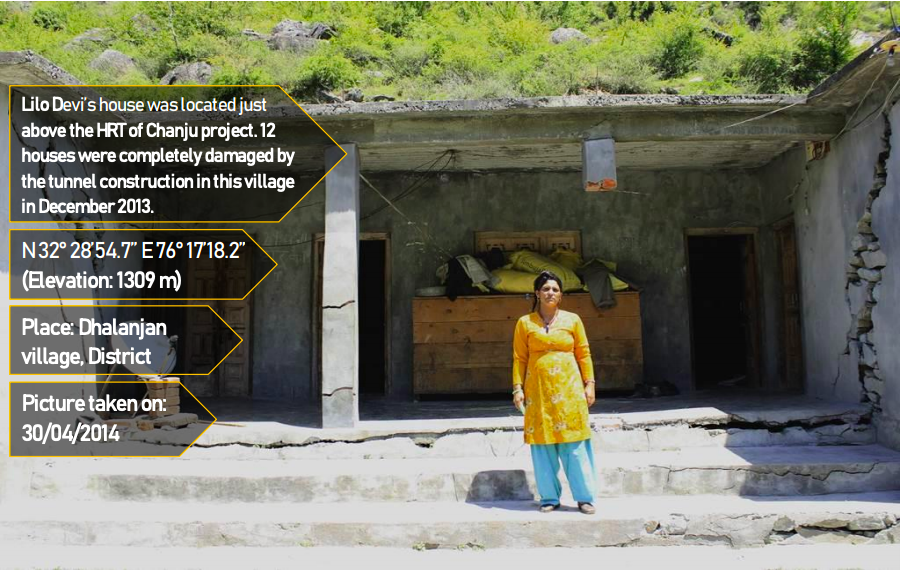 Lilo Devi's house was located just
above the HRT of Chanju project. 12
houses were completely damaged by
the tunnel construction in this village
in December 2013.
N 32° 28'54.7” E 76° 17'18.2”
(Elevation: 1309 m)
Place: Dhalanjan
village, District
Picture taken on:
30/04/2014